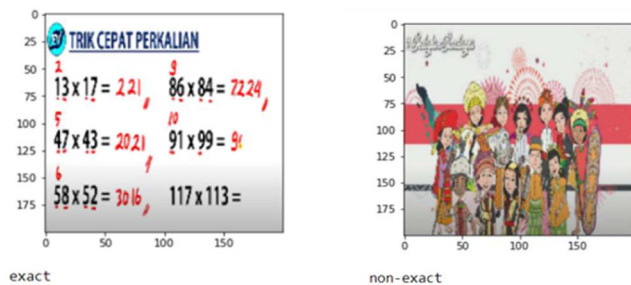 TRIK CEPAT PERKALIAN
2
13 x 17 = 221,
9
86 x 84 = 7224,
5
47 x 43 = 2021,
10
91 x 99 = 9
6
58 x 52 = 3016,
117 x 113 =
0
25
50
75
100
125
150
175
0 50 100 150
exact
0
25
50
75
100
125
150
175
0 50 100 150
non-exact